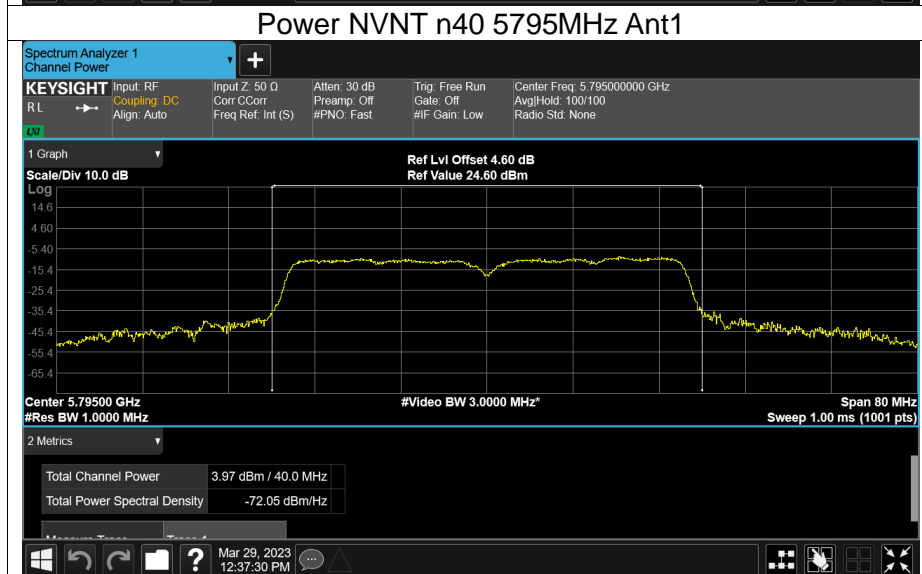 Power NVNT n40 5795MHz Ant1
Spectrum Analyzer 1
Channel Power
KEYSIGHT
R L
LXI
Input: RF
Coupling: DC
Align: Auto
Input Z: 50 Ω
Corr CCorr
Freq Ref: Int (S)
Atten: 30 dB
Preamp: Off
#PNO: Fast
Trig: Free Run
Gate: Off
#IF Gain: Low
Center Freq: 5.795000000 GHz
Avg|Hold: 100/100
Radio Std: None
1 Graph
Scale/Div 10.0 dB
Ref Lvl Offset 4.60 dB
Ref Value 24.60 dBm
Log
14.6
4.60
-5.40
-15.4
-25.4
-35.4
-45.4
-55.4
-65.4
Center 5.79500 GHz
#Res BW 1.0000 MHz
#Video BW 3.0000 MHz*
Span 80 MHz
Sweep 1.00 ms (1001 pts)
2 Metrics
Total Channel Power 3.97 dBm / 40.0 MHz
Total Power Spectral Density -72.05 dBm/Hz
Measure Trace Trace 1
?
Mar 29, 2023
12:37:30 PM